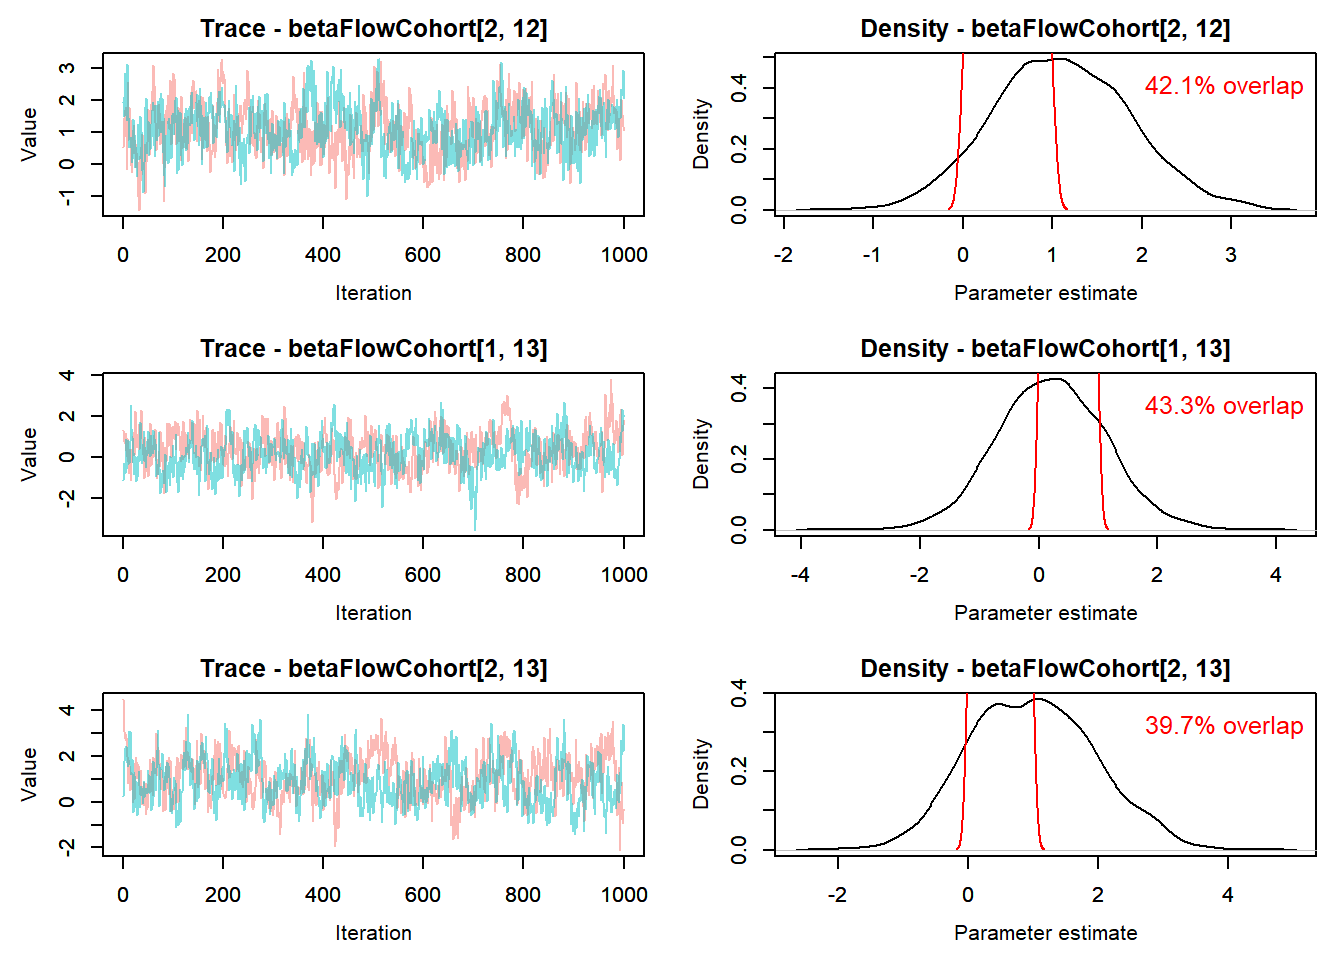 Trace - betaFlowCohort[2, 12]
Value
3
2
1
0
-1
0 200 400 600 800 1000
Iteration
Density - betaFlowCohort[2, 12]
Density
0.4
0.2
0.0
42.1% overlap
-2 -1 0 1 2 3
Parameter estimate
Trace - betaFlowCohort[1, 13]
Value
4
2
0
-2
0 200 400 600 800 1000
Iteration
Density - betaFlowCohort[1, 13]
Density
0.4
0.2
0.0
43.3% overlap
-4 -2 0 2 4
Parameter estimate
Trace - betaFlowCohort[2, 13]
Value
4
2
0
-2
0 200 400 600 800 1000
Iteration
Density - betaFlowCohort[2, 13]
Density
0.4
0.2
0.0
39.7% overlap
-2 0 2 4
Parameter estimate